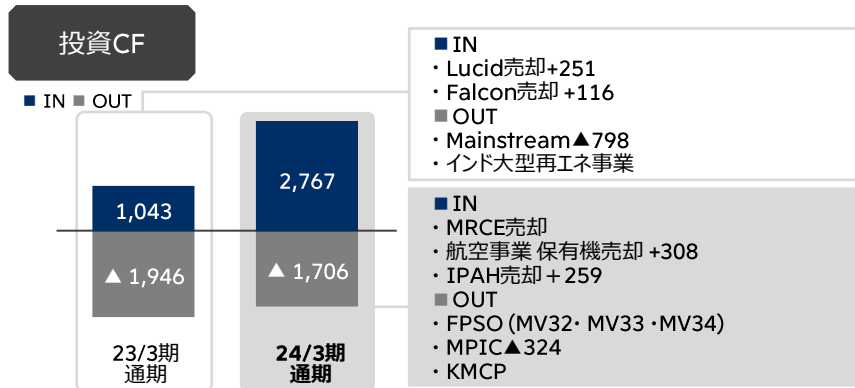 投資CF
■ IN ■ OUT
1,043
▲ 1,946
23/3期
通期
2,767
▲ 1,706
24/3期
通期
■ IN
・ Lucid売却+251
・ Falcon売却 +116
■ OUT
・ Mainstream▲798
・ インド大型再エネ事業
■ IN
・ MRCE売却
・ 航空事業 保有機売却 +308
・ IPAH売却＋259
■ OUT
・ FPSO (MV32・ MV33 ・MV34)
・ MPIC▲324
・ KMCP